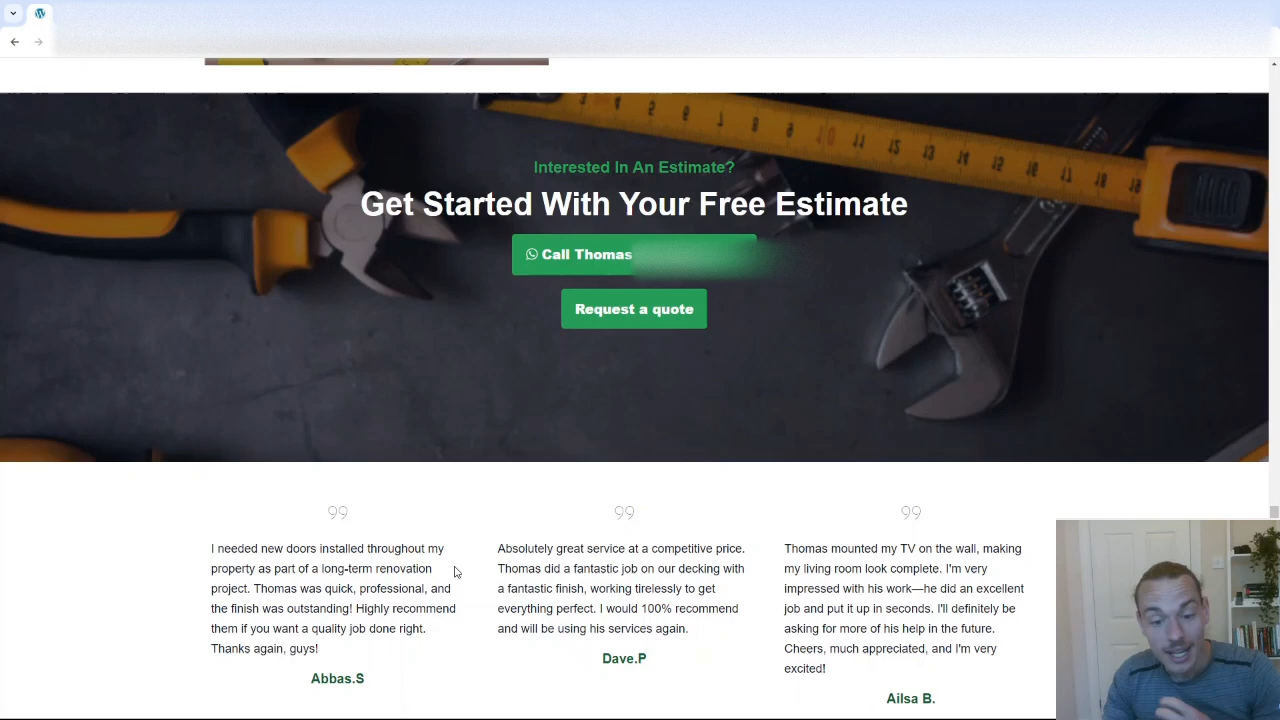 Interested In An Estimate?
Get Started With Your Free Estimate
Call Thomas
Request a quote
I needed new doors installed throughout my
property as part of a long-term renovation
project. Thomas was quick, professional, and
the finish was outstanding! Highly recommend
them if you want a quality job done right.
Thanks again, guys!
Abbas.S
Absolutely great service at a competitive price.
Thomas did a fantastic job on our decking with
a fantastic finish, working tirelessly to get
everything perfect. I would 100% recommend
and will be using his services again.
Dave.P
Thomas mounted my TV on the wall, making
my living room look complete. I'm very
impressed with his work—he did an excellent
job and put it up in seconds. I'll definitely be
asking for more of his help in the future.
Cheers, much appreciated, and I'm very
excited!
Ailsa B.